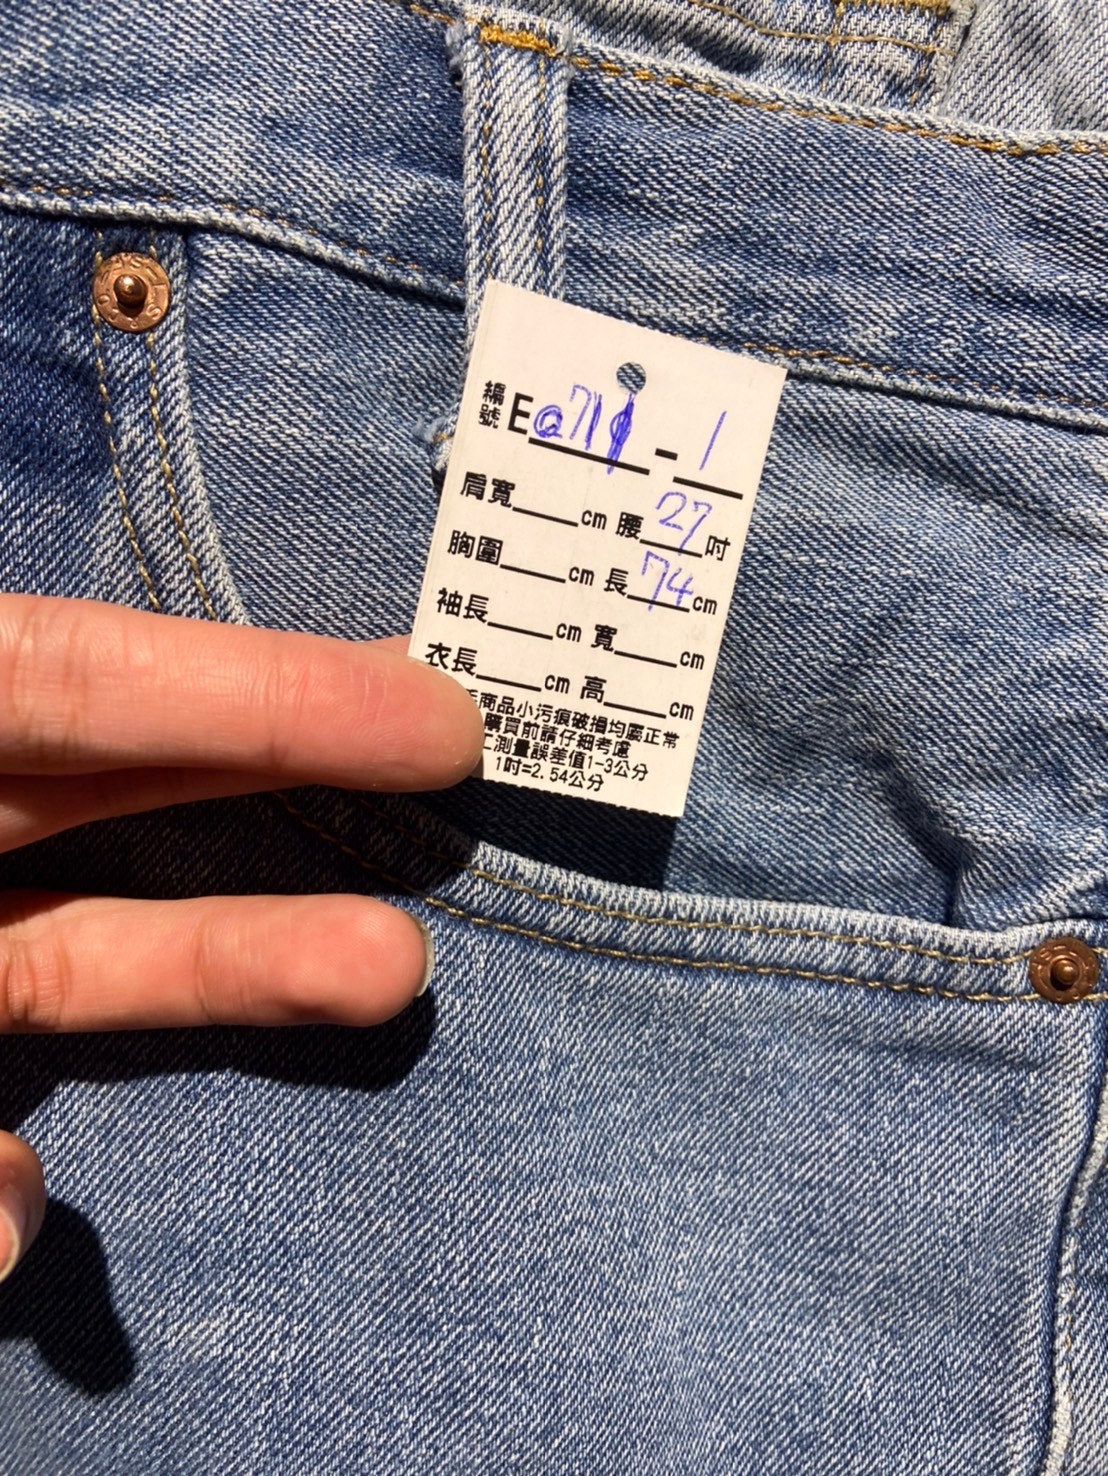 編號 E 071 - 1
肩寬 cm 腰 27 吋
胸圍 cm 長 74 cm
袖長 cm 寬 cm
衣長 cm 高 cm
商品小污痕破損均屬正常
購買前請仔細考慮
工測量誤差值1-3公分
1吋=2.54公分